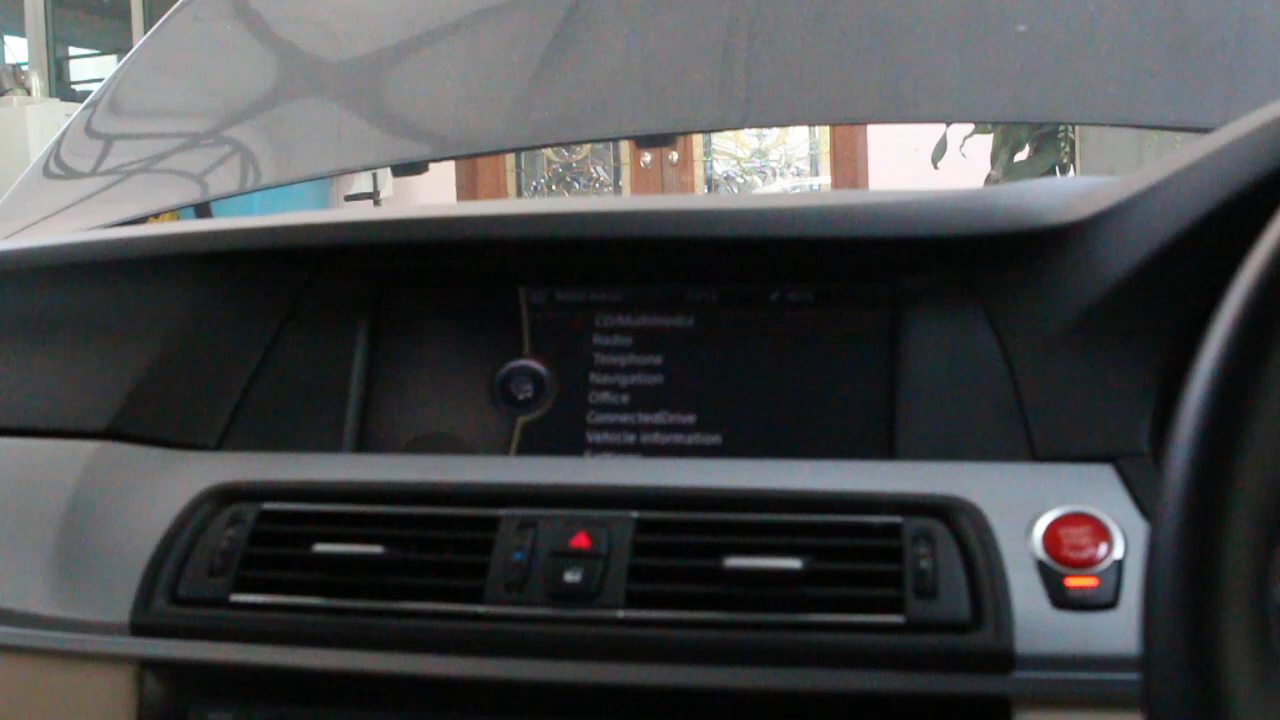 CD/Multimedia
Radio
Telephone
Navigation
Office
ConnectedDrive
Vehicle information